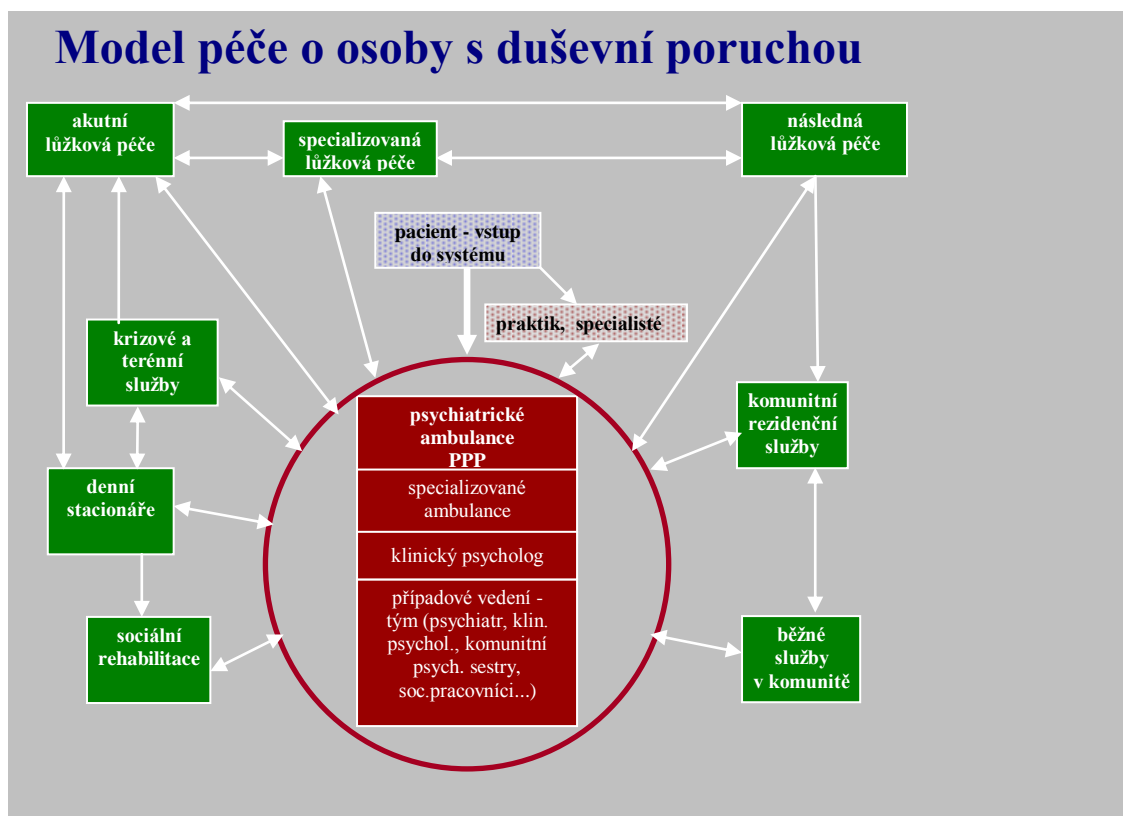 Model péče o osoby s duševní poruchou
akutní
lůžková péče
specializovaná
lůžková péče
následná
lůžková péče
pacient - vstup
do systému
praktik, specialisté
krizové a
terénní
služby
psychiatrické
ambulance
PPP
komunitní
rezidenční
služby
denní
stacionáře
specializované
ambulance
klinický psycholog
případové vedení -
tým (psychiatr, klin.
psychol., komunitní
psych. sestry,
soc.pracovníci...)
sociální
rehabilitace
běžné
služby
v komunitě